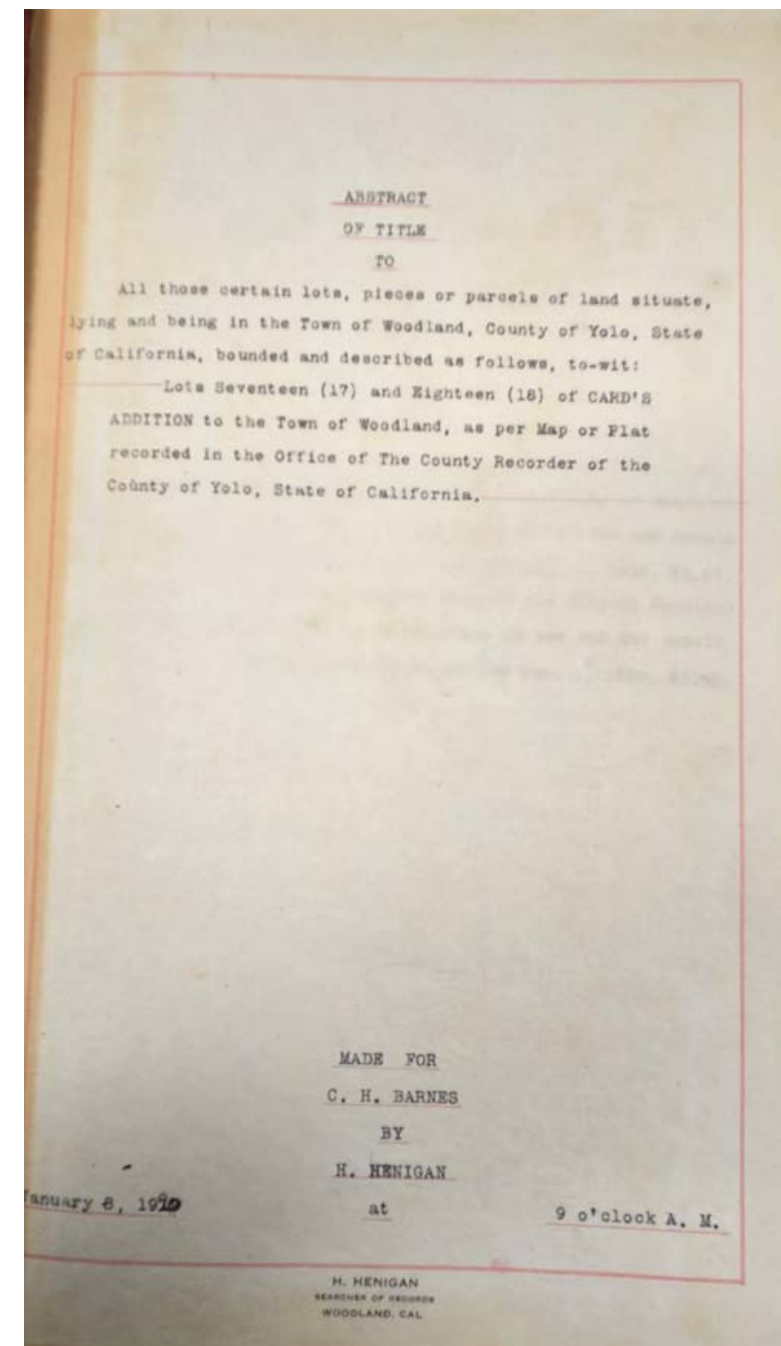 ABSTRACT
OF TITLE
TO
All those certain lots, pieces or parcels of land situate,
lying and being in the Town of Woodland, County of Yolo, State
of California, bounded and described as follows, to-wit:
Lots Seventeen (17) and Eighteen (18) of CARD'S
ADDITION to the Town of Woodland, as per Map or Plat
recorded in the Office of The County Recorder of the
County of Yolo, State of California.
MADE FOR
C. H. BARNES
BY
H. HENIGAN
January 8,
at
9 o'clock A. M.
H. HENIGAN
SEARCHER OF RECORDS
WOODLAND, CAL